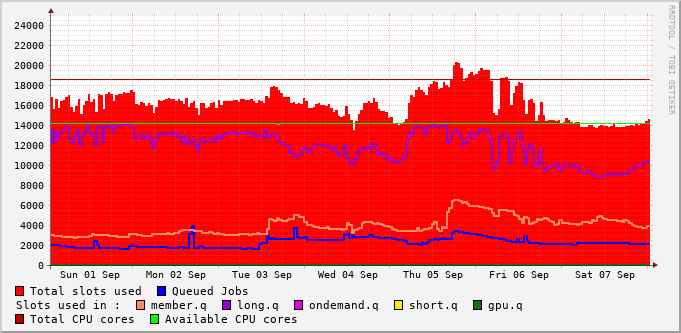 24000
22000
20000
18000
16000
14000
12000
10000
8000
6000
4000
2000
0
Sun 01 Sep Mon 02 Sep Tue 03 Sep Wed 04 Sep Thu 05 Sep Fri 06 Sep Sat 07 Sep
RRDTOOL / TOBI OETIKER
Total slots used Queued Jobs
Slots used in : member.q long.q ondemand.q short.q gpu.q
Total CPU cores Available CPU cores